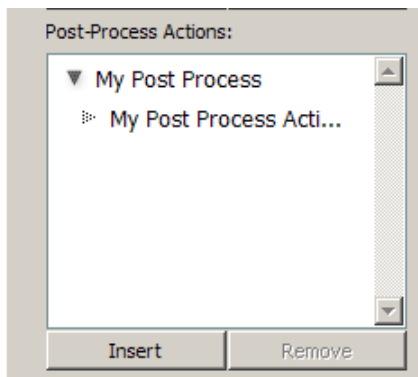 Post-Process Actions:
My Post Process
My Post Process Acti...
Insert Remove